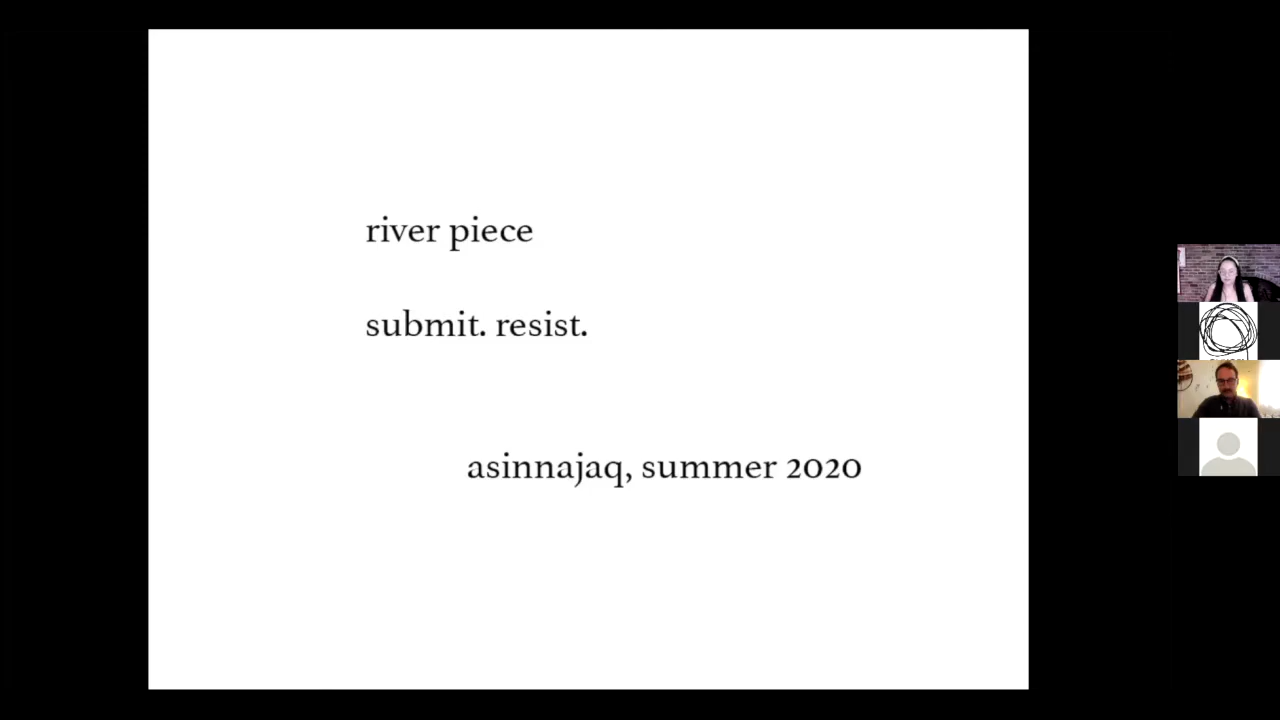 river piece
submit. resist.
asinnajaq, summer 2020